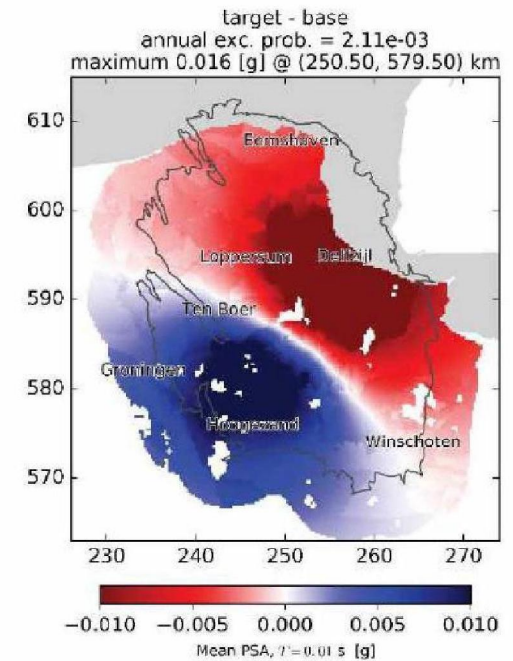 target - base
annual exc. prob. = 2.11e-03
maximum 0.016 [g] @ (250.50, 579.50) km
610
Eemshaven
600
Loppersum Delfzijl
590
Ten Boer
Groningen
580
Hoogezand
Winschoten
570
230 240 250 260 270
−0.010 −0.005 0.000 0.005 0.010
Mean PSA, T = 0.01 s [g]